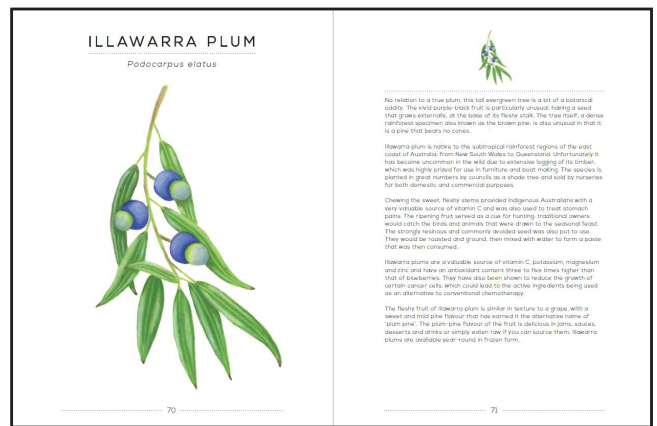 ILLAWARRA PLUM
Podocarpus elatus
70
No relation to a true plum, this tall evergreen tree is a bit of a botanical
oddity. The vivid purple-black fruit is particularly unusual, having a seed
that grows externally, at the base of its fleshy stalk. The tree itself, a dense
rainforest specimen also known as the brown pine, is also unusual in that it
is a pine that bears no cones.
Illawarra plum is native to the subtropical rainforest regions of the east
coast of Australia, from New South Wales to Queensland. Unfortunately it
has become uncommon in the wild due to extensive logging of its timber,
which was highly prized for use in furniture and boat making. The species is
planted in great numbers by councils as a shade tree and sold by nurseries
for both domestic and commercial purposes.
Chewing the sweet, fleshy stems provided Indigenous Australians with a
very valuable source of vitamin C and was also used to treat stomach
pains. The ripening fruit served as a cue for hunting: traditional owners
would catch the birds and animals that were drawn to the seasonal feast.
The strongly resinous and commonly avoided seed was also put to use.
They would be roasted and ground, then mixed with water to form a paste
that was then consumed.
Illawarra plums are a valuable source of vitamin C, potassium, magnesium
and zinc and have an antioxidant content three to five times higher than
that of blueberries. They have also been shown to reduce the growth of
certain cancer cells, which could lead to the active ingredients being used
as an alternative to conventional chemotherapy.
The fleshy fruit of Illawarra plum is similar in texture to a grape, with a
sweet and mild pine flavour that has earned it the alternative name of
'plum pine'. The plum-pine flavour of the fruit is delicious in jams, sauces,
desserts and drinks or simply eaten raw if you can source them. Illawarra
plums are available year-round in frozen form.
71